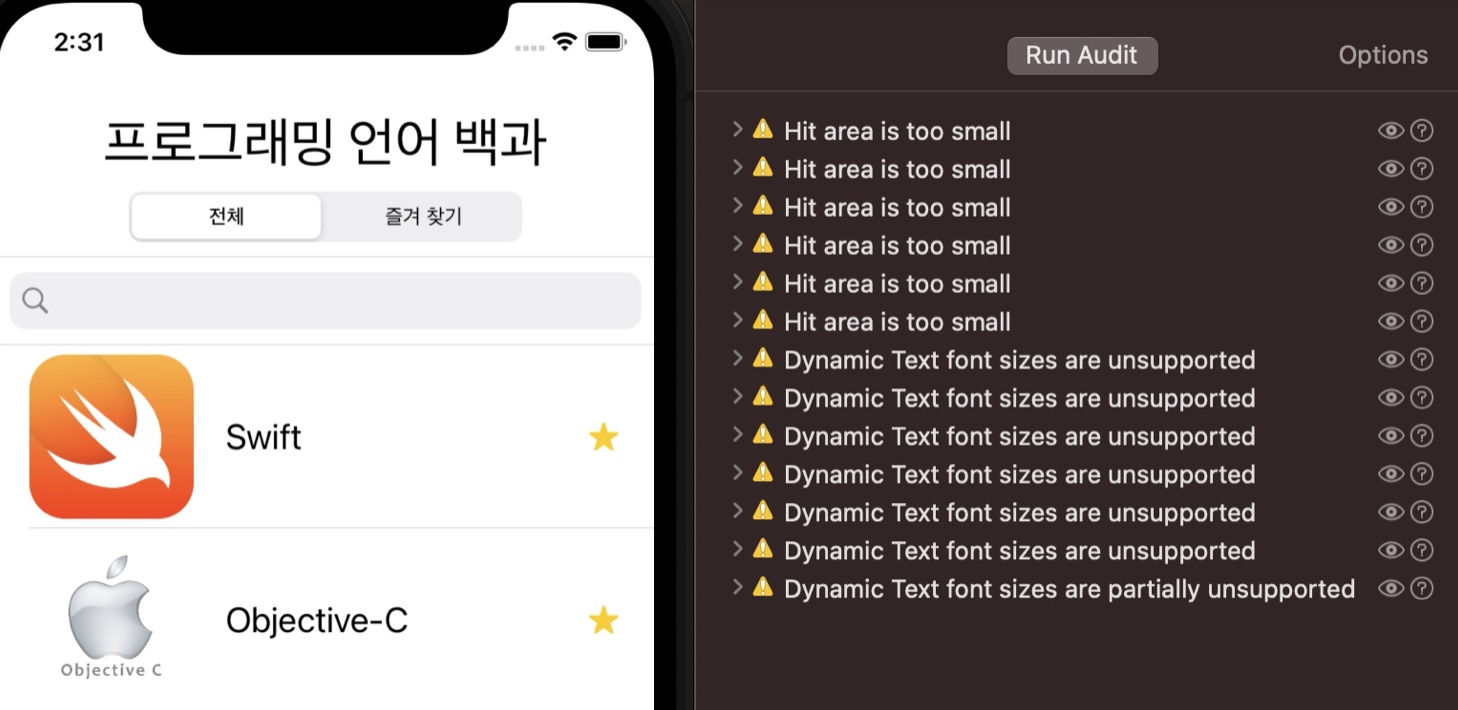 2:31
프로그래밍 언어 백과
전체
즐겨 찾기
Swift
Objective C
Objective-C
Run Audit
Options
Hit area is too small
Hit area is too small
Hit area is too small
Hit area is too small
Hit area is too small
Hit area is too small
Dynamic Text font sizes are unsupported
Dynamic Text font sizes are unsupported
Dynamic Text font sizes are unsupported
Dynamic Text font sizes are unsupported
Dynamic Text font sizes are unsupported
Dynamic Text font sizes are unsupported
Dynamic Text font sizes are partially unsupported